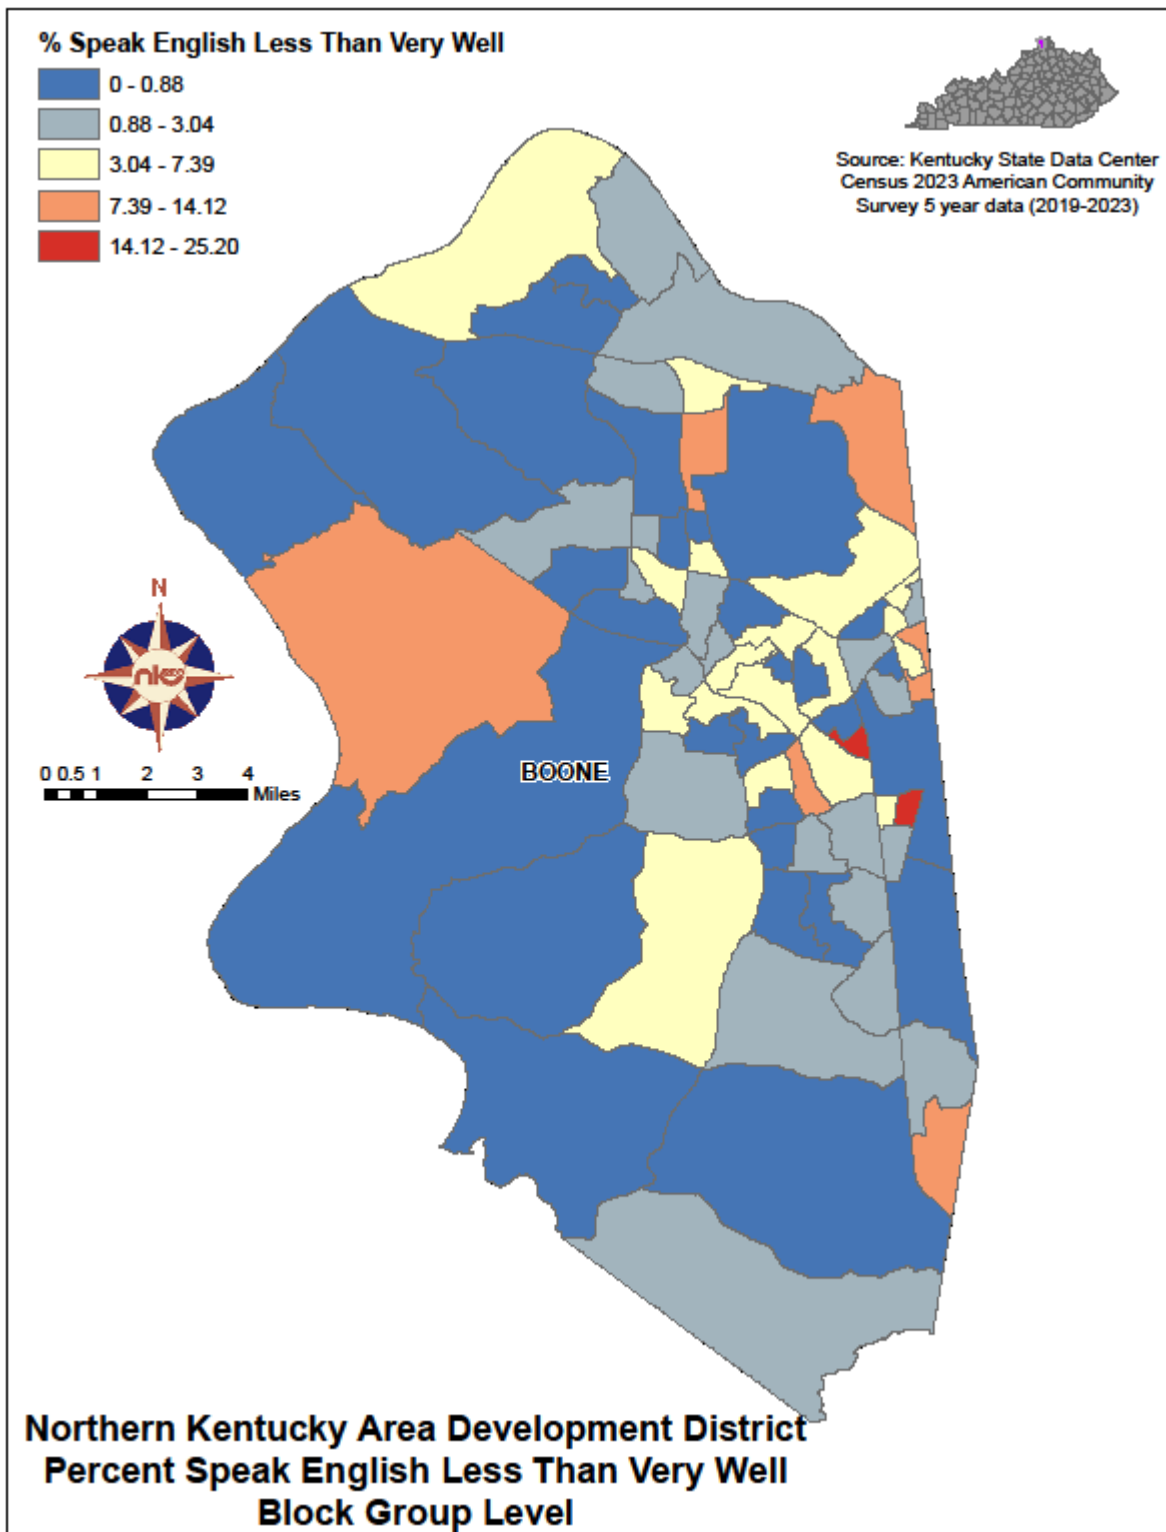 % Speak English Less Than Very Well
0 - 0.88
0.88 - 3.04
3.04 - 7.39
7.39 - 14.12
14.12 - 25.20
Source: Kentucky State Data Center
Census 2023 American Community
Survey 5 year data (2019-2023)
N
0 0.5 1 2 3 4
Miles
BOONE
Northern Kentucky Area Development District
Percent Speak English Less Than Very Well
Block Group Level